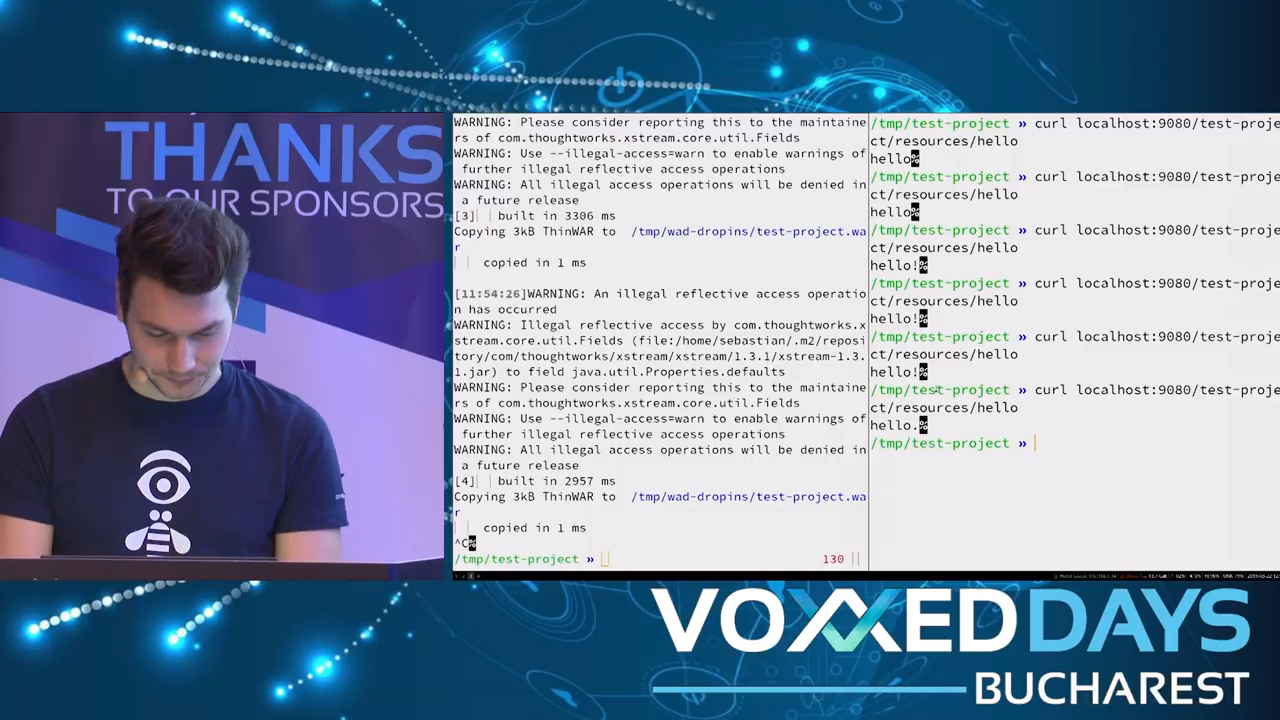 THANKS
TO OUR SPONSORS
WARNING: Please consider reporting this to the maintaine
rs of com.thoughtworks.xstream.core.util.Fields
WARNING: Use --illegal-access=warn to enable warnings of
further illegal reflective access operations
WARNING: All illegal access operations will be denied in
a future release
[3] built in 3306 ms
Copying 3kB ThinWAR to /tmp/wad-dropins/test-project.wa
r
copied in 1 ms
[11:54:26]WARNING: An illegal reflective access operatio
n has occurred
WARNING: Illegal reflective access by com.thoughtworks.x
stream.core.util.Fields (file:/home/sebastian/.m2/reposi
tory/com/thoughtworks/xstream/xstream/1.3.1/xstream-1.3.
1.jar) to field java.util.Properties.defaults
WARNING: Please consider reporting this to the maintaine
rs of com.thoughtworks.xstream.core.util.Fields
WARNING: Use --illegal-access=warn to enable warnings of
further illegal reflective access operations
WARNING: All illegal access operations will be denied in
a future release
[4] built in 2957 ms
Copying 3kB ThinWAR to /tmp/wad-dropins/test-project.wa
r
copied in 1 ms
^C%
/tmp/test-project » 130
/tmp/test-project » curl localhost:9080/test-proje
ct/resources/hello
hello%
/tmp/test-project » curl localhost:9080/test-proje
ct/resources/hello
hello%
/tmp/test-project » curl localhost:9080/test-proje
ct/resources/hello
hello!%
/tmp/test-project » curl localhost:9080/test-proje
ct/resources/hello
hello!%
/tmp/test-project » curl localhost:9080/test-proje
ct/resources/hello
hello!%
/tmp/test-project » curl localhost:9080/test-proje
ct/resources/hello
hello.%
/tmp/test-project »
VOXXED DAYS
BUCHAREST